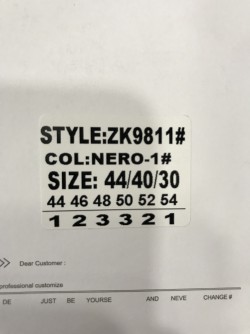 STYLE:ZK9811#
COL:NERO-1#
SIZE: 44/40/30
44 46 48 50 52 54
1 2 3 3 2 1
Dear Customer :
professional customize
DE JUST BE YOURSE AND NEVE CHANGE #